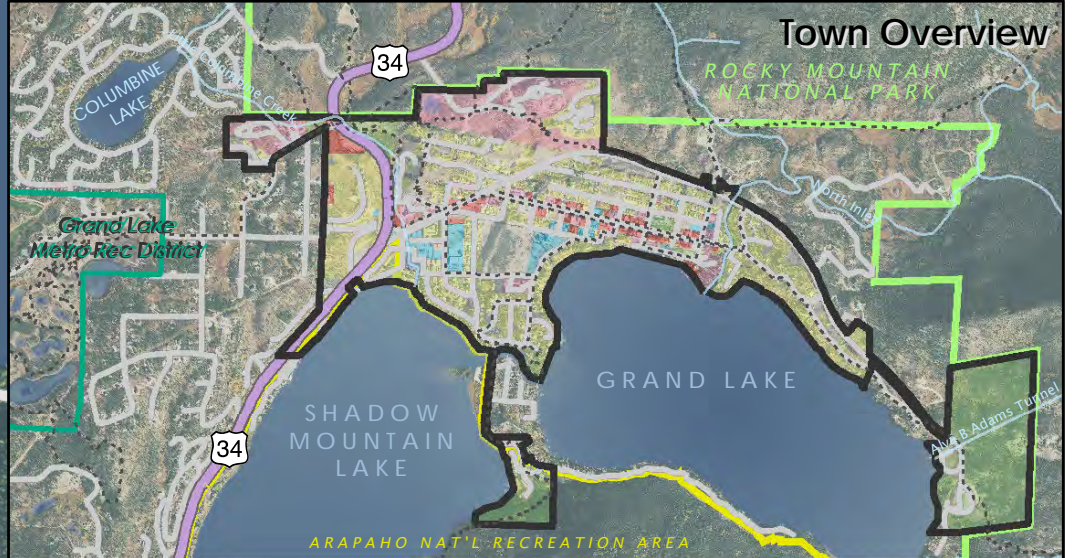 Town Overview
34
ROCKY MOUNTAIN
NATIONAL PARK
COLUMBINE
LAKE
Creek
North Inlet
Grand Lake
Metro Rec District
GRAND LAKE
SHADOW
MOUNTAIN
LAKE
34
Alva B Adams Tunnel
ARAPAHO NAT'L RECREATION AREA